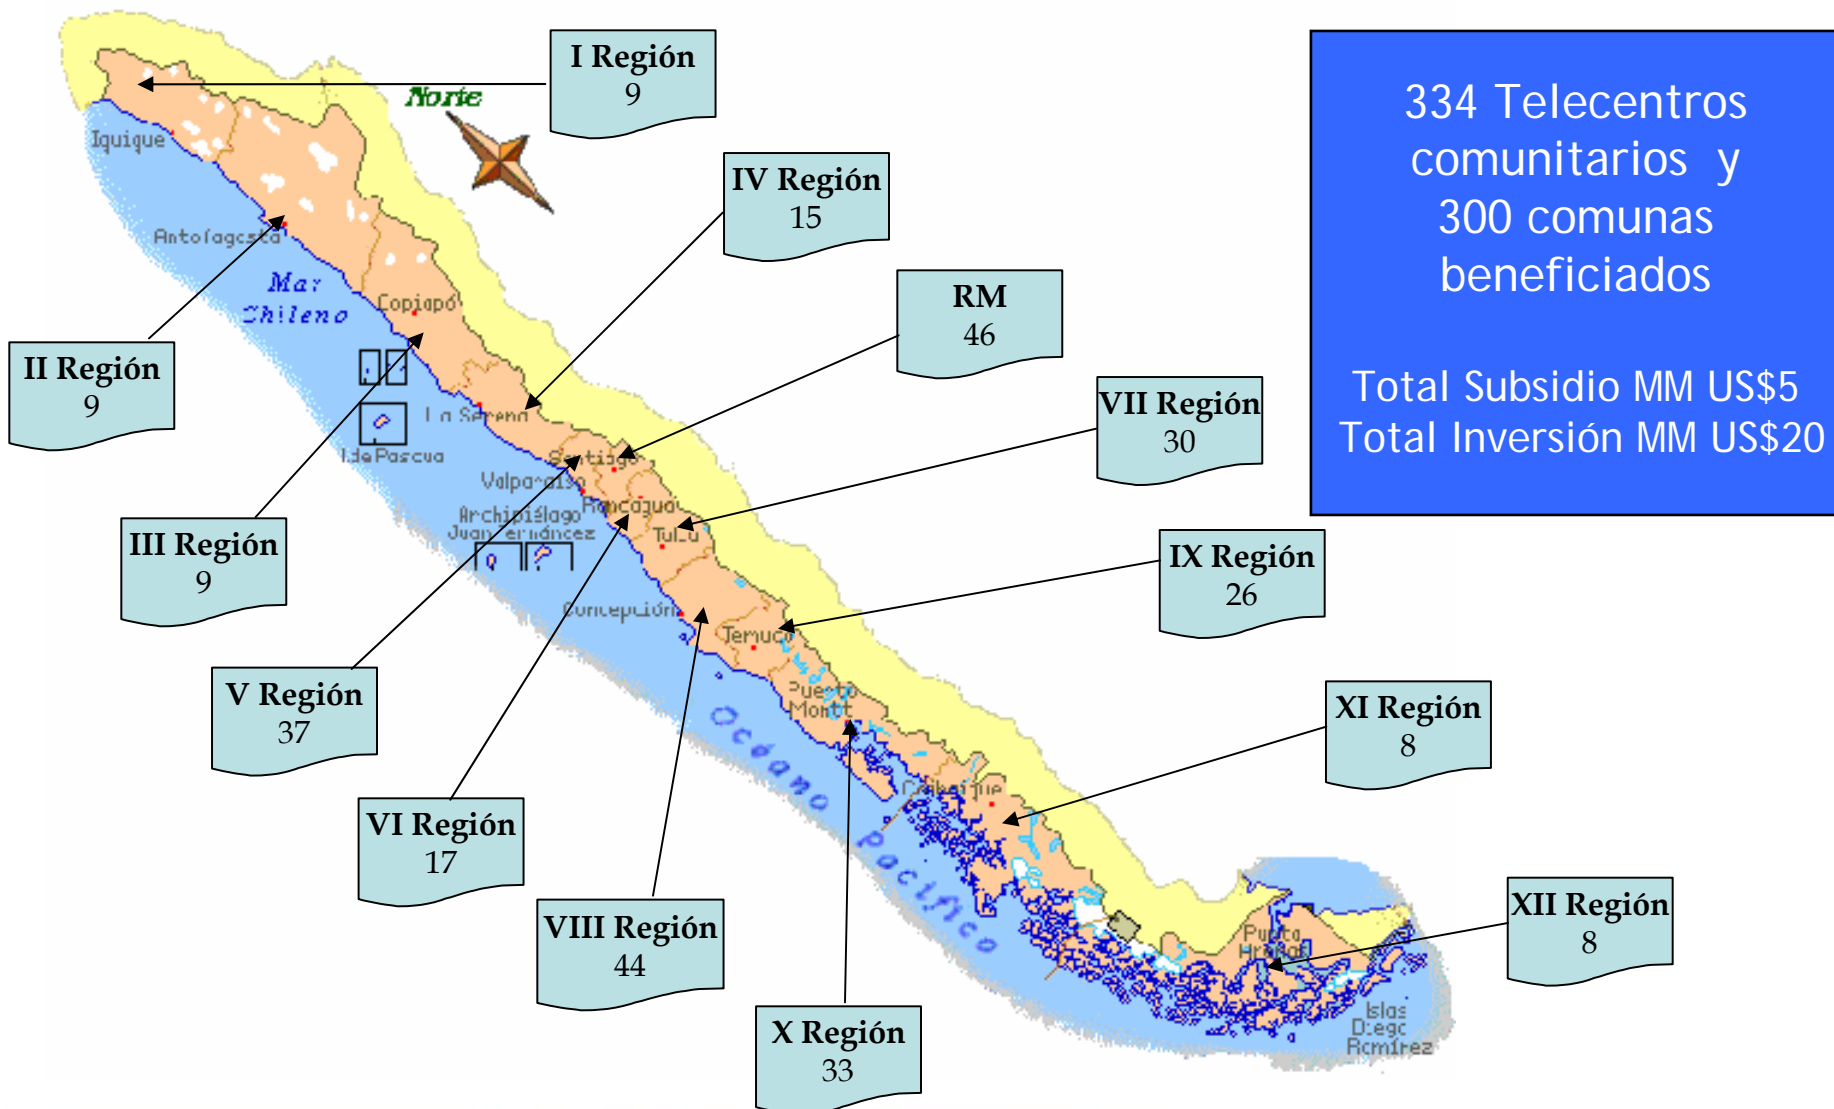 I Región
9
Norte
334 Telecentros
comunitarios y
300 comunas
beneficiados
Total Subsidio MM US$5
Total Inversión MM US$20
Iquique
IV Región
15
Antofagasta
Mar
Chileno
Copiapó
RM
46
II Región
9
VII Región
30
La Serena
I.de Pascua
Santiago
Valparaíso
Rancagua
Archipiélago
Juan Fernández
III Región
9
IX Región
26
Concepción
Temuco
V Región
37
Puerto
Montt
XI Región
8
Océano Pacífico
VI Región
17
Coihaique
VIII Región
44
XII Región
8
Punta
Arenas
X Región
33
Islas
Diego
Ramírez